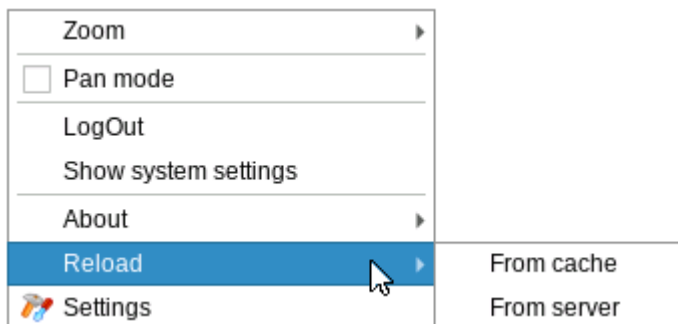 Zoom
Pan mode
LogOut
Show system settings
About
Reload
From cache
Settings
From server